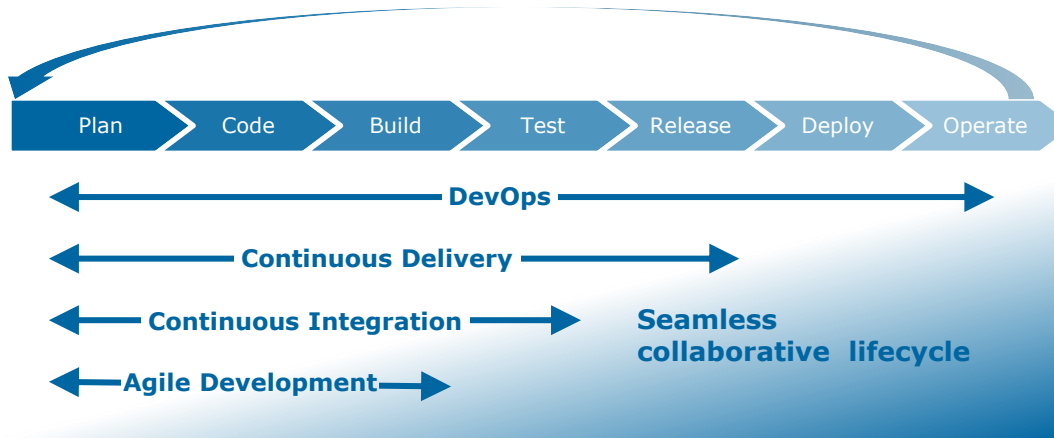 Plan
Code
Build
Test
Release
Deploy
Operate
DevOps
Continuous Delivery
Continuous Integration
Agile Development
Seamless
collaborative lifecycle